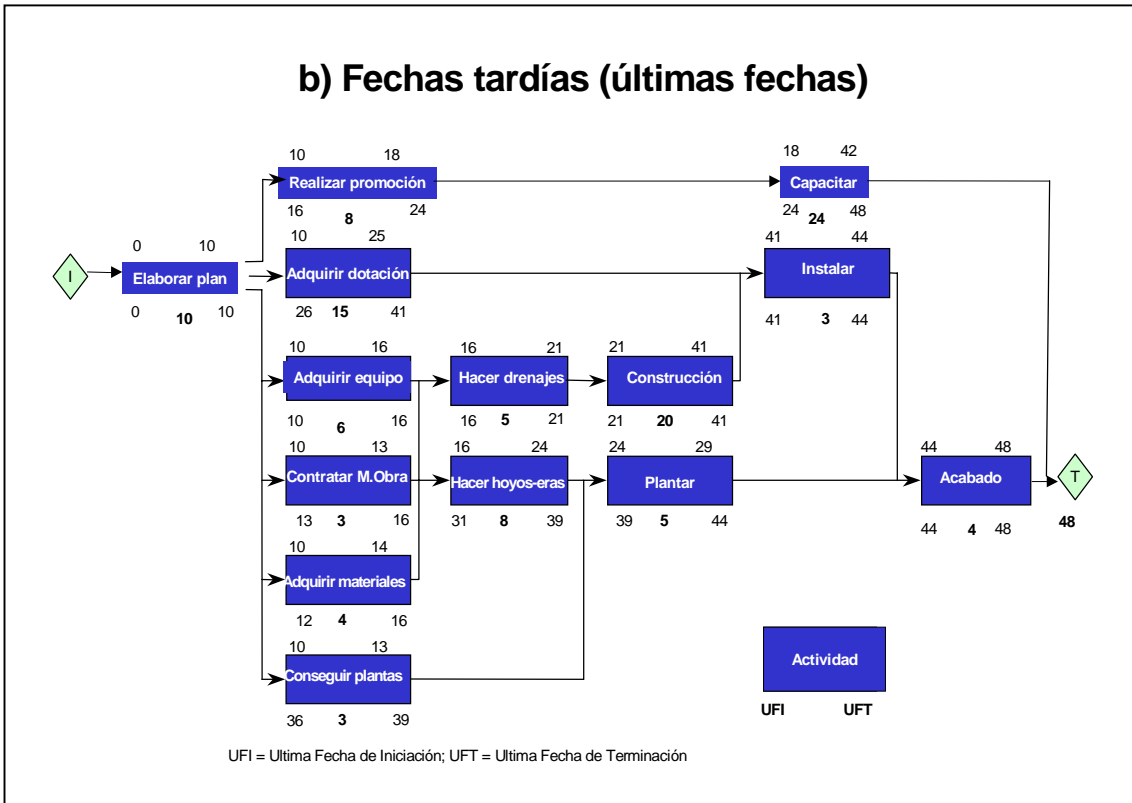 b) Fechas tardías (últimas fechas)
10 18
Realizar promoción
16 8 24
18 42
Capacitar
24 24 48
0 10
I
Elaborar plan
0 10 10
10 25
Adquirir dotación
26 15 41
41 44
Instalar
41 3 44
10 16
Adquirir equipo
10 6 16
16 21
Hacer drenajes
16 5 21
21 41
Construcción
21 20 41
10 13
Contratar M.Obra
13 3 16
16 24
Hacer hoyos-eras
31 8 39
24 29
Plantar
39 5 44
44 48
Acabado
44 4 48
T
48
10 14
Adquirir materiales
12 4 16
10 13
Conseguir plantas
36 3 39
Actividad
UFI UFT
UFI = Ultima Fecha de Iniciación; UFT = Ultima Fecha de Terminación